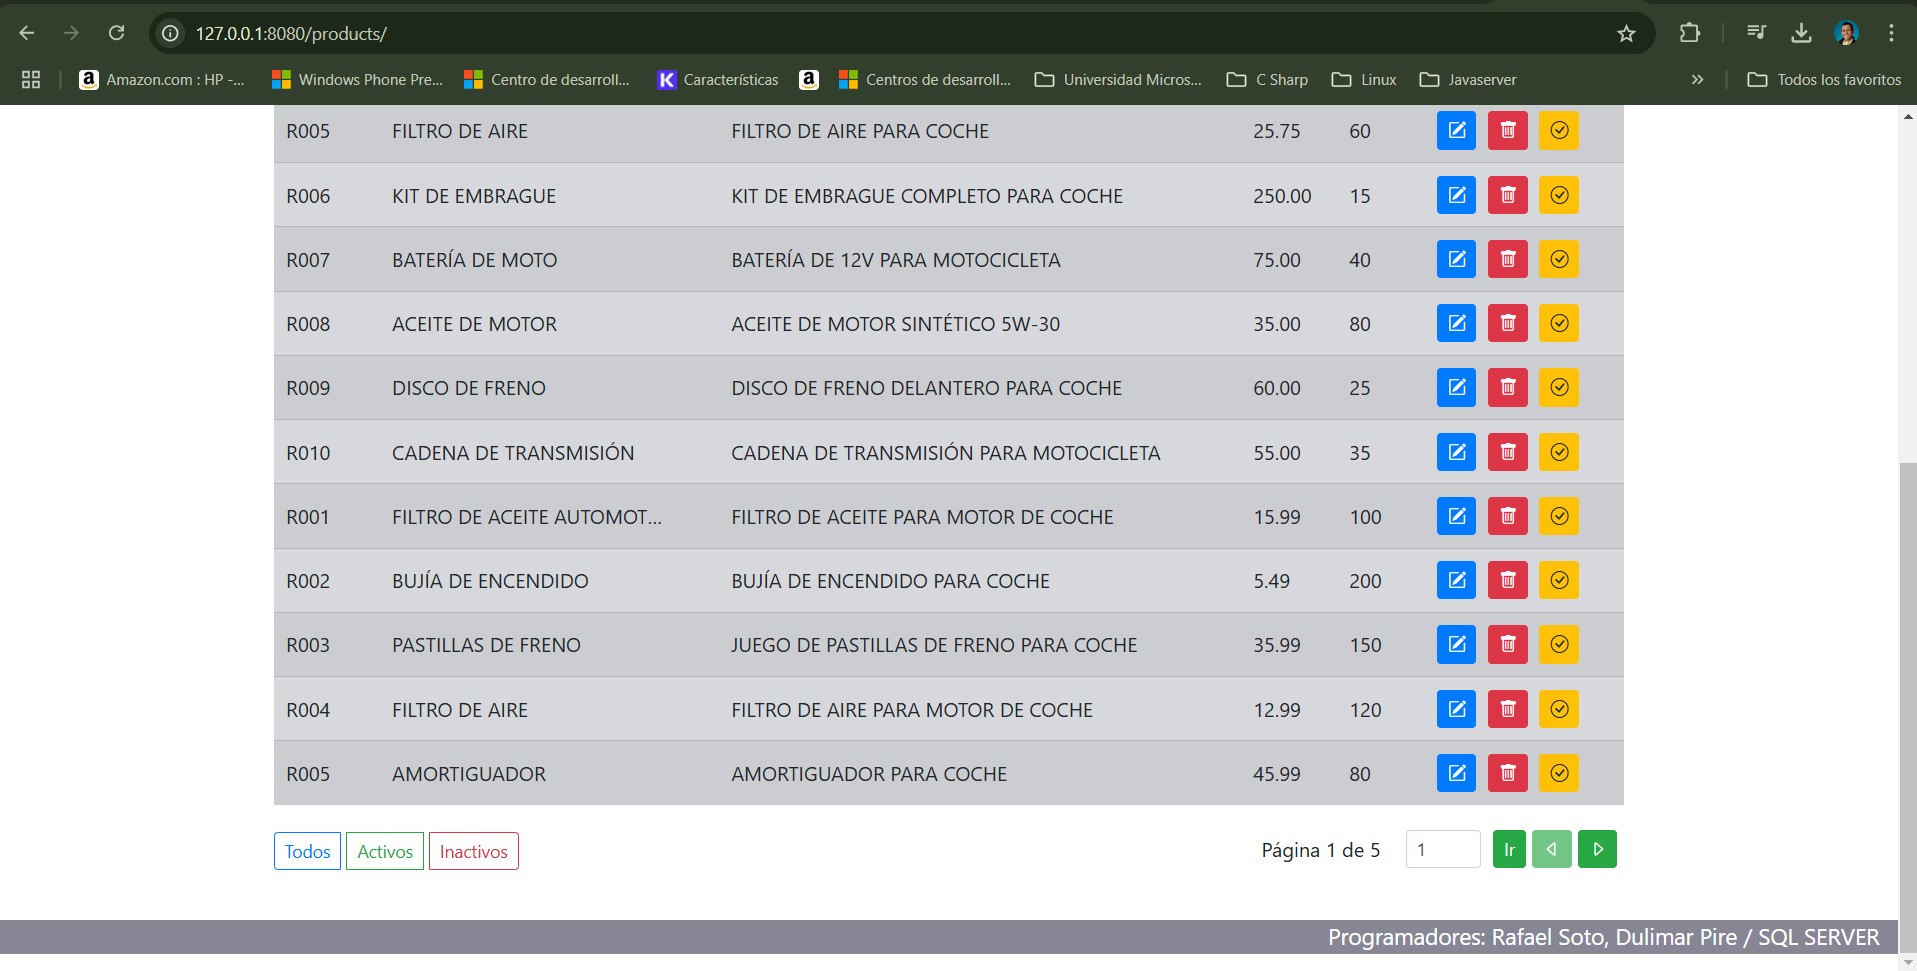 127.0.0.1:8080/products/
Amazon.com : HP -... Windows Phone Pre... Centro de desarroll... K Características a Centros de desarroll... Universidad Micros... C Sharp Linux Javaserver » Todos los favoritos
R005 FILTRO DE AIRE FILTRO DE AIRE PARA COCHE 25.75 60
R006 KIT DE EMBRAGUE KIT DE EMBRAGUE COMPLETO PARA COCHE 250.00 15
R007 BATERÍA DE MOTO BATERÍA DE 12V PARA MOTOCICLETA 75.00 40
R008 ACEITE DE MOTOR ACEITE DE MOTOR SINTÉTICO 5W-30 35.00 80
R009 DISCO DE FRENO DISCO DE FRENO DELANTERO PARA COCHE 60.00 25
R010 CADENA DE TRANSMISIÓN CADENA DE TRANSMISIÓN PARA MOTOCICLETA 55.00 35
R001 FILTRO DE ACEITE AUTOMOT... FILTRO DE ACEITE PARA MOTOR DE COCHE 15.99 100
R002 BUJÍA DE ENCENDIDO BUJÍA DE ENCENDIDO PARA COCHE 5.49 200
R003 PASTILLAS DE FRENO JUEGO DE PASTILLAS DE FRENO PARA COCHE 35.99 150
R004 FILTRO DE AIRE FILTRO DE AIRE PARA MOTOR DE COCHE 12.99 120
R005 AMORTIGUADOR AMORTIGUADOR PARA COCHE 45.99 80
Todos Activos Inactivos Página 1 de 5 1 Ir
Programadores: Rafael Soto, Dulimar Pire / SQL SERVER